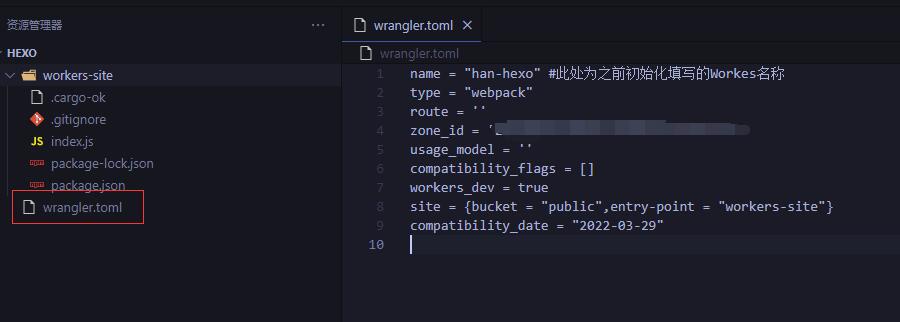 资源管理器
···
HEXO
workers-site
.cargo-ok
.gitignore
JS index.js
package-lock.json
package.json
wrangler.toml
wrangler.toml ×
wrangler.toml
1 name = "han-hexo" #此处为之前初始化填写的Workes名称
2 type = "webpack"
3 route = ''
4 zone_id = '
5 usage_model = ''
6 compatibility_flags = []
7 workers_dev = true
8 site = {bucket = "public",entry-point = "workers-site"}
9 compatibility_date = "2022-03-29"
10